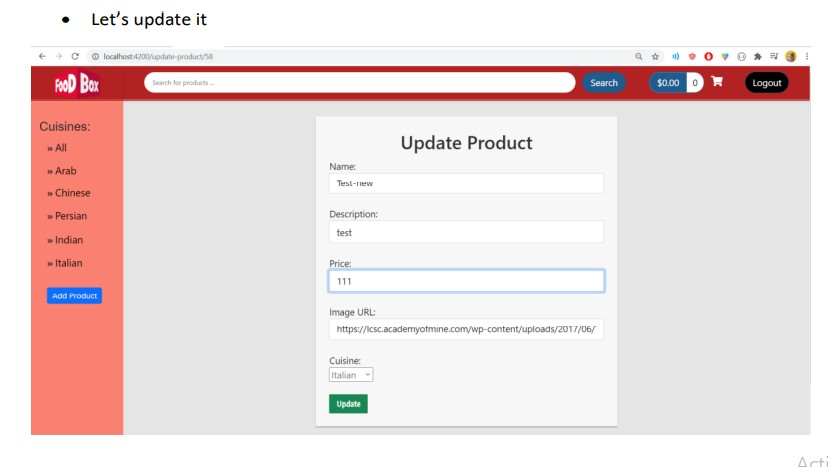 • Let's update it
localhost:4200/update-product/58
FooD Box
Search for products ...
Search
$0.00 0
Logout
Cuisines:
» All
» Arab
» Chinese
» Persian
» Indian
» Italian
Add Product
Update Product
Name:
Test-new
Description:
test
Price:
111
Image URL:
https://lcsc.academyofmine.com/wp-content/uploads/2017/06/
Cuisine:
Italian
Update